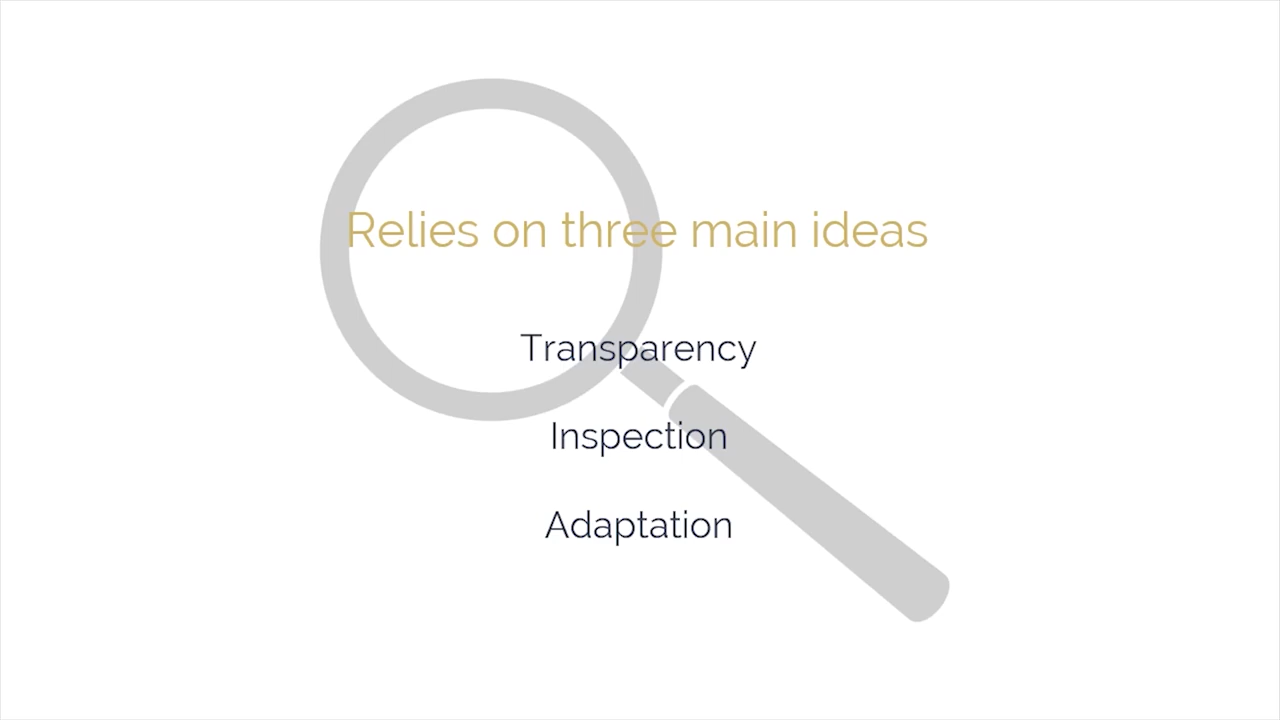 Relies on three main ideas
Transparency
Inspection
Adaptation